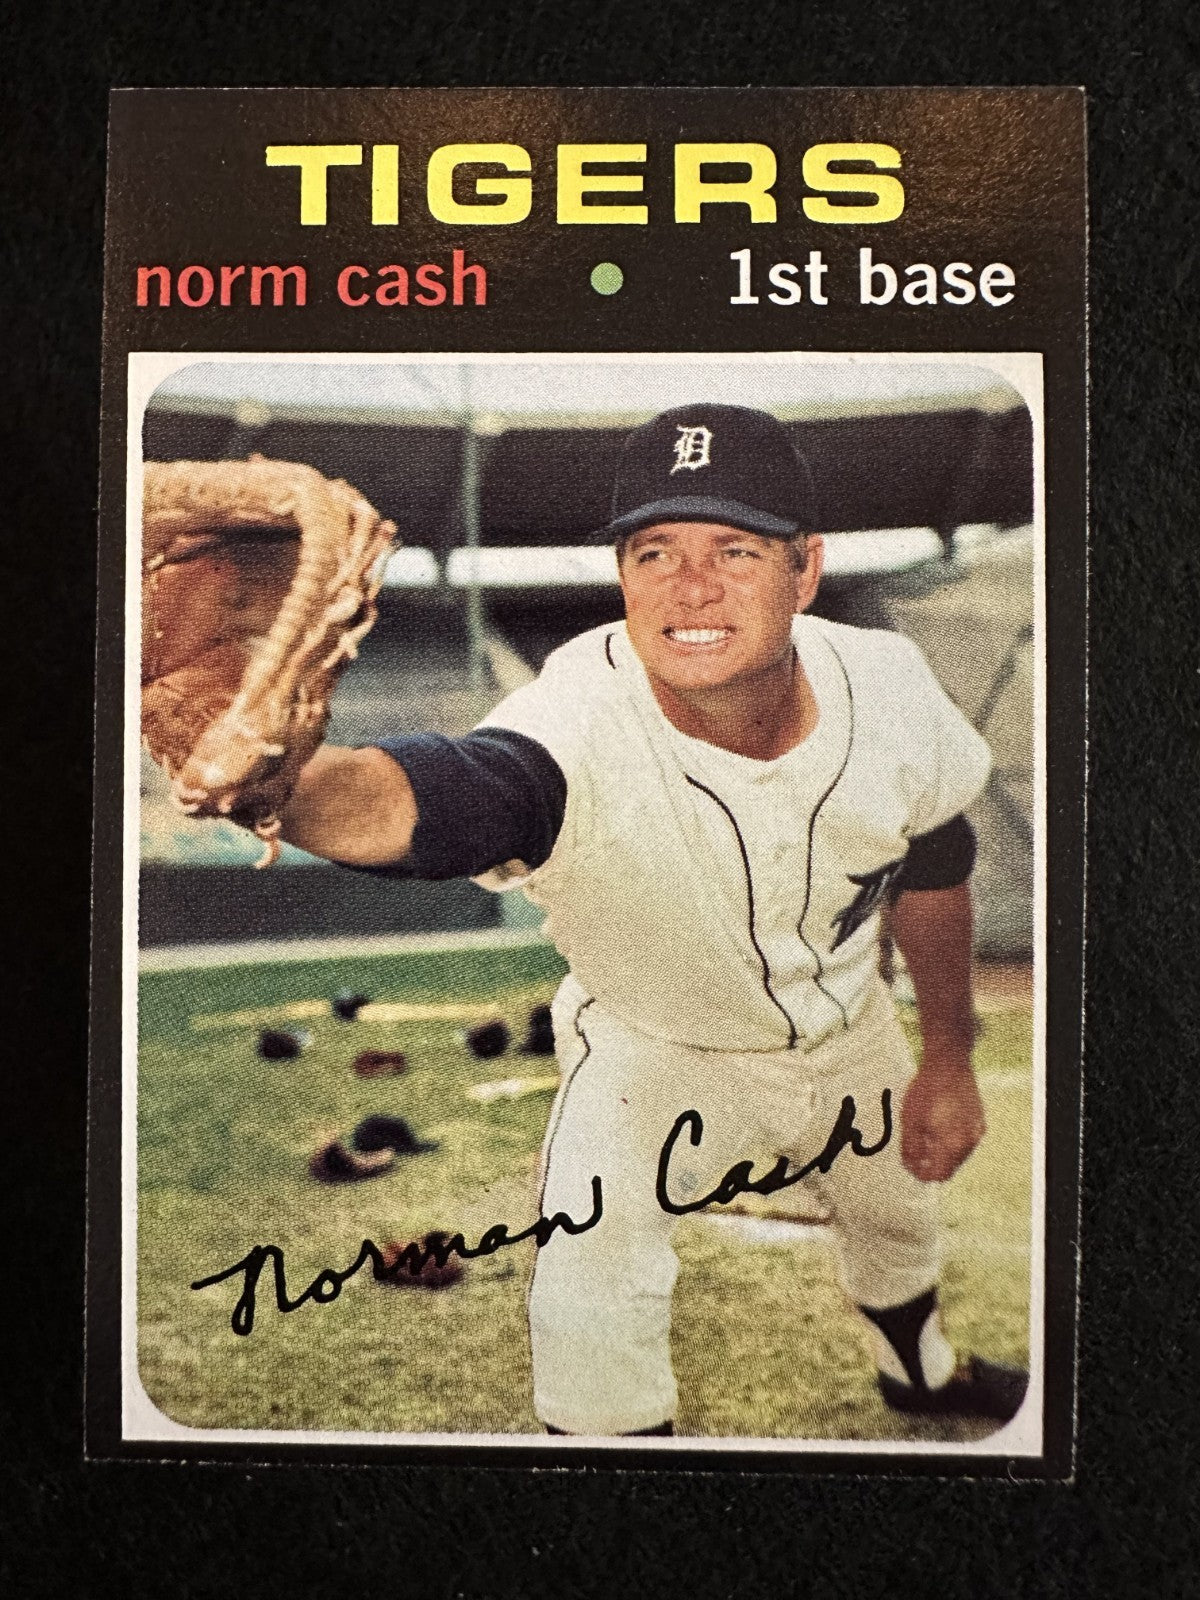 TIGERS
norm cash • 1st base
D
Norman Cash